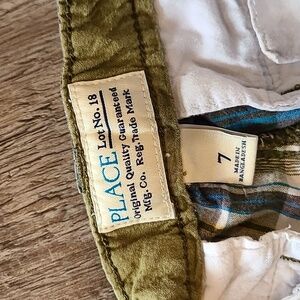 PLACE
Lot No. 18
Original Quality Guaranteed
Mfg. Co. Reg. Trade Mark
7
MADE IN
BANGLADESH